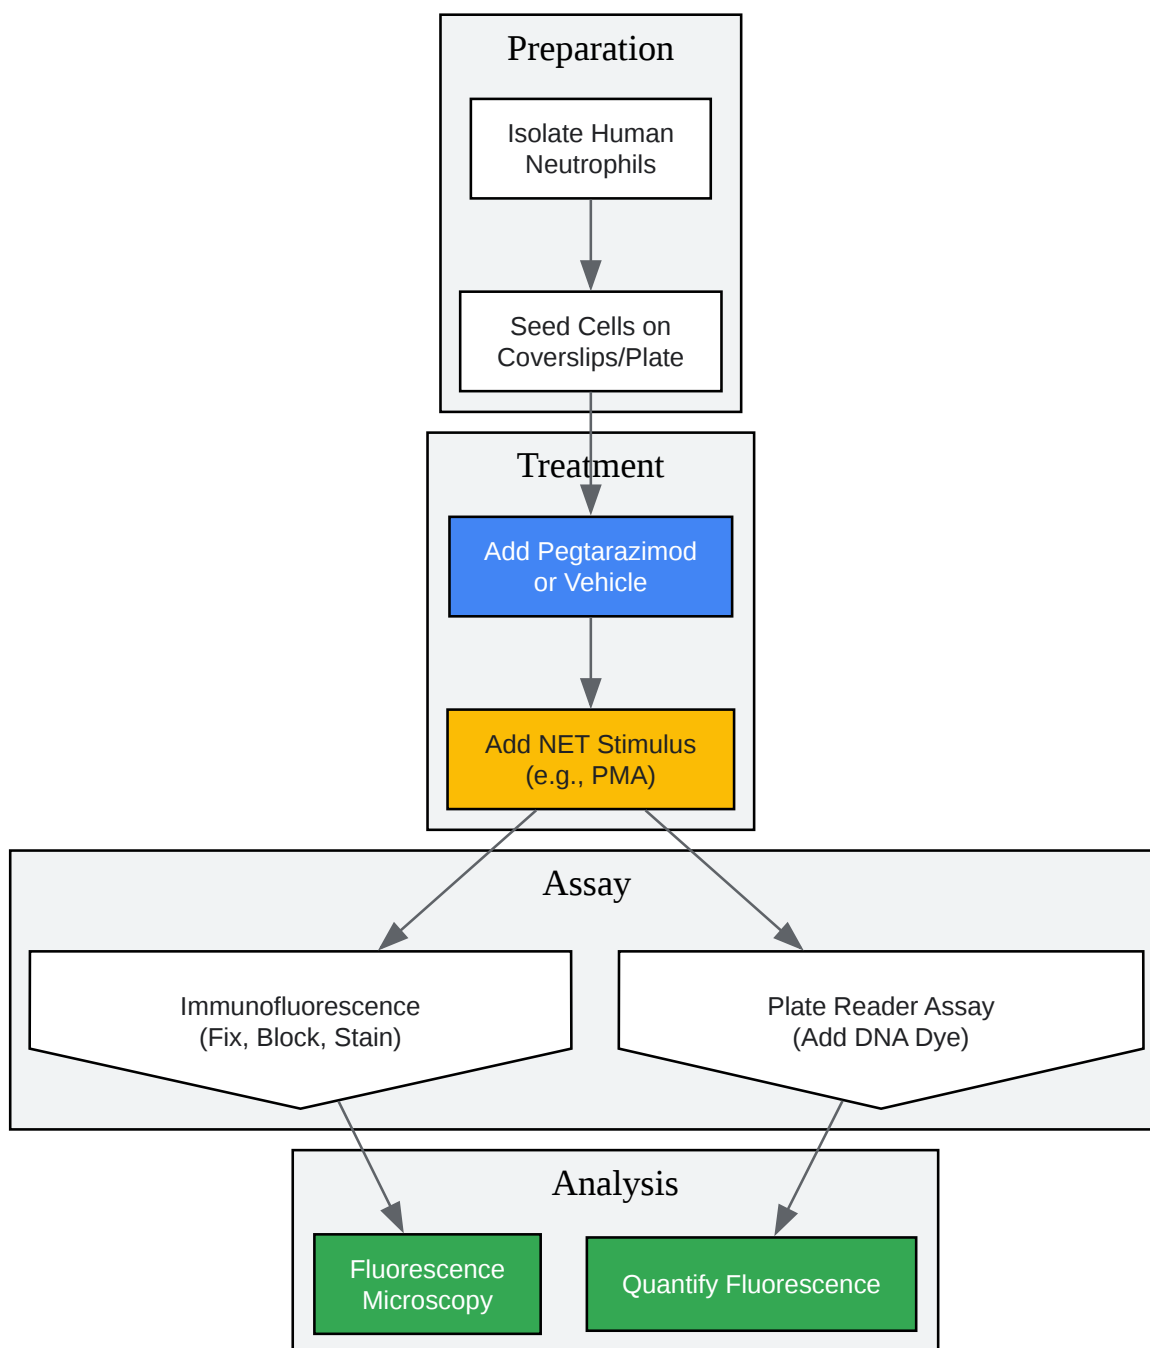 Preparation
Isolate Human
Neutrophils
Seed Cells on
Coverslips/Plate
Treatment
Add Pegtarazimod
or Vehicle
Add NET Stimulus
(e.g., PMA)
Assay
Immunofluorescence
(Fix, Block, Stain)
Plate Reader Assay
(Add DNA Dye)
Analysis
Fluorescence
Microscopy
Quantify Fluorescence